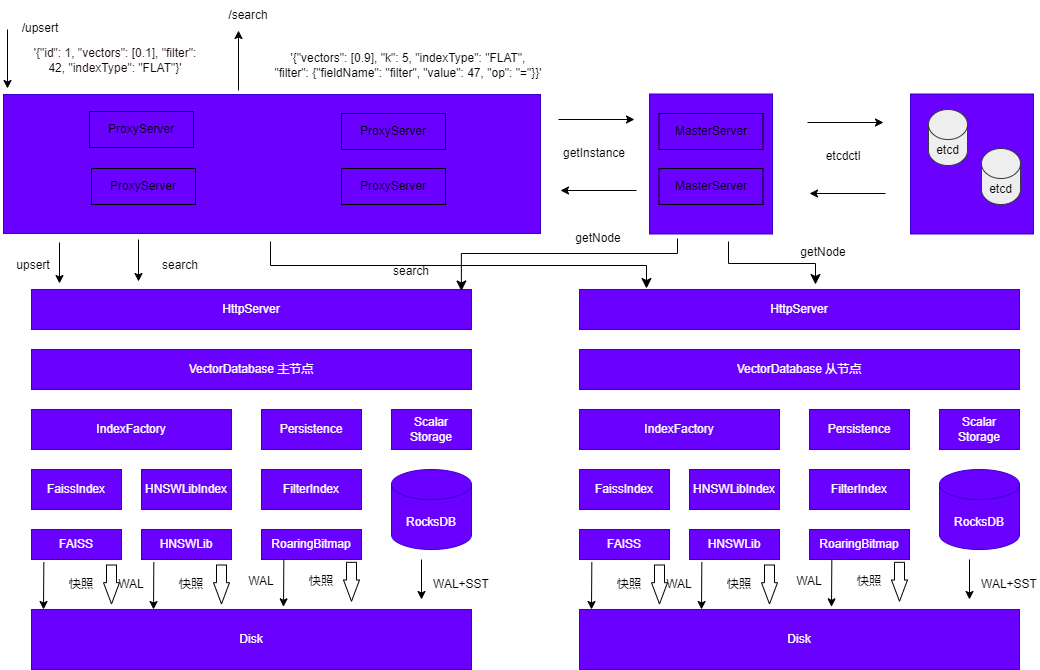 /upsert
/search
'{"id": 1, "vectors": [0.1], "filter":
42, "indexType": "FLAT"}'
'{"vectors": [0.9], "k": 5, "indexType": "FLAT",
"filter": {"fieldName": "filter", "value": 47, "op": "="}}'
ProxyServer
ProxyServer
ProxyServer
ProxyServer
getInstance
MasterServer
MasterServer
etcdctl
etcd
etcd
upsert
search
search
getNode
getNode
HttpServer
VectorDatabase 主节点
IndexFactory
Persistence
Scalar
Storage
FaissIndex
HNSWLibIndex
FilterIndex
RocksDB
FAISS
HNSWLib
RoaringBitmap
快照
WAL
快照
WAL
快照
WAL+SST
Disk
HttpServer
VectorDatabase 从节点
IndexFactory
Persistence
Scalar
Storage
FaissIndex
HNSWLibIndex
FilterIndex
RocksDB
FAISS
HNSWLib
RoaringBitmap
快照
WAL
快照
WAL
快照
WAL+SST
Disk